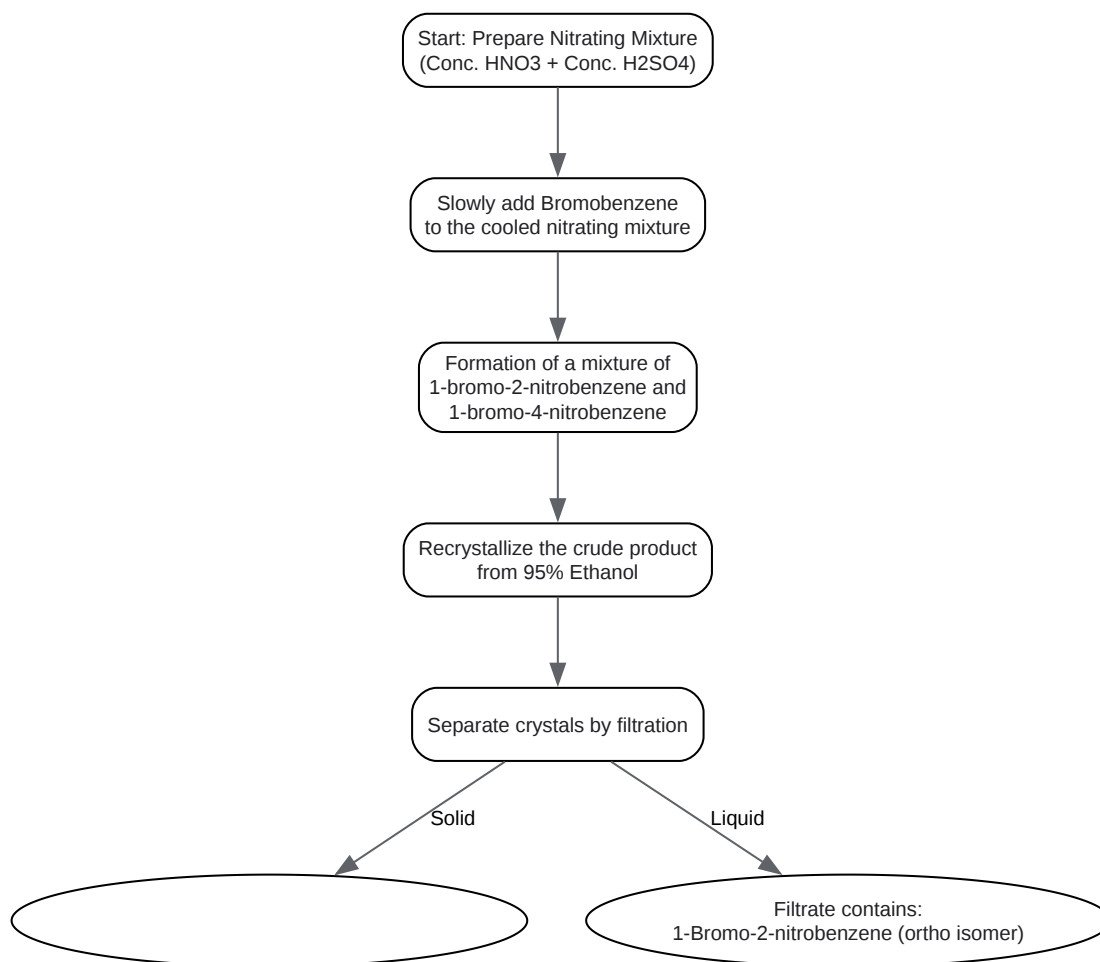 Start: Prepare Nitrating Mixture
(Conc. HNO3 + Conc. H2SO4)
Slowly add Bromobenzene
to the cooled nitrating mixture
Formation of a mixture of
1-bromo-2-nitrobenzene and
1-bromo-4-nitrobenzene
Recrystallize the crude product
from 95% Ethanol
Separate crystals by filtration
Solid
Liquid
Filtrate contains:
1-Bromo-2-nitrobenzene (ortho isomer)